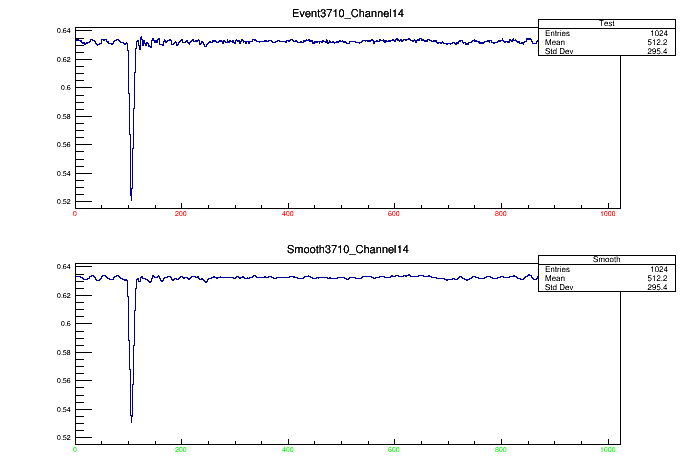 Event3710_Channel14
Test
Entries 1024
Mean 512.2
Std Dev 295.4
0.64
0.62
0.6
0.58
0.56
0.54
0.52
0 200 400 600 800 1000
Smooth3710_Channel14
Smooth
Entries 1024
Mean 512.2
Std Dev 295.4
0.64
0.62
0.6
0.58
0.56
0.54
0.52
0 200 400 600 800 1000